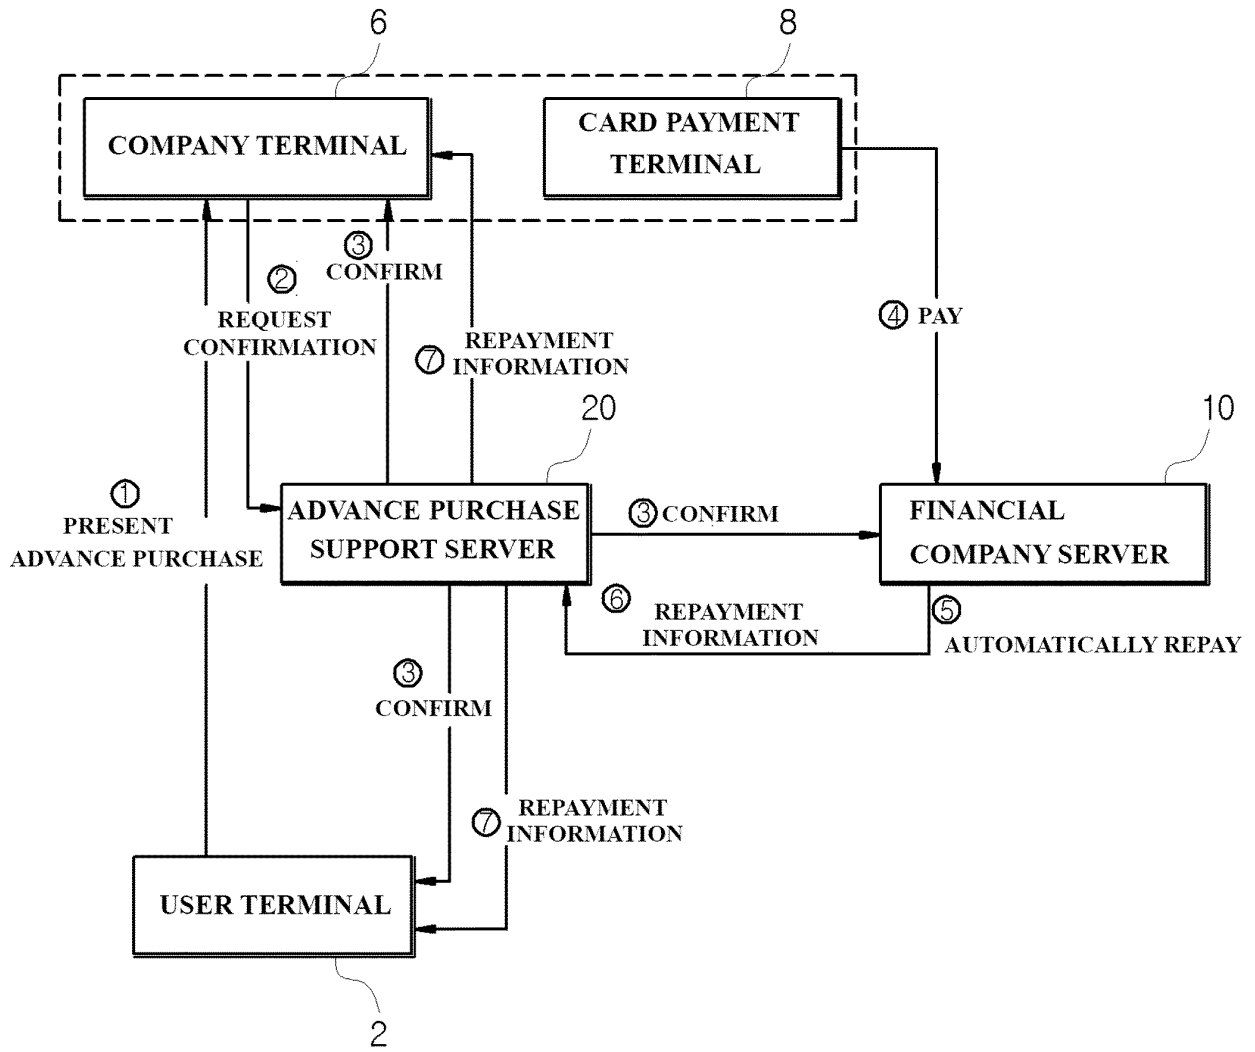 6
8
COMPANY TERMINAL
CARD PAYMENT
TERMINAL
③
CONFIRM
②
REQUEST
CONFIRMATION
④ PAY
⑦
REPAYMENT
INFORMATION
20
10
①
PRESENT
ADVANCE PURCHASE
ADVANCE PURCHASE
SUPPORT SERVER
③ CONFIRM
FINANCIAL
COMPANY SERVER
⑥
REPAYMENT
INFORMATION
⑤
AUTOMATICALLY REPAY
③
CONFIRM
⑦
REPAYMENT
INFORMATION
USER TERMINAL
2